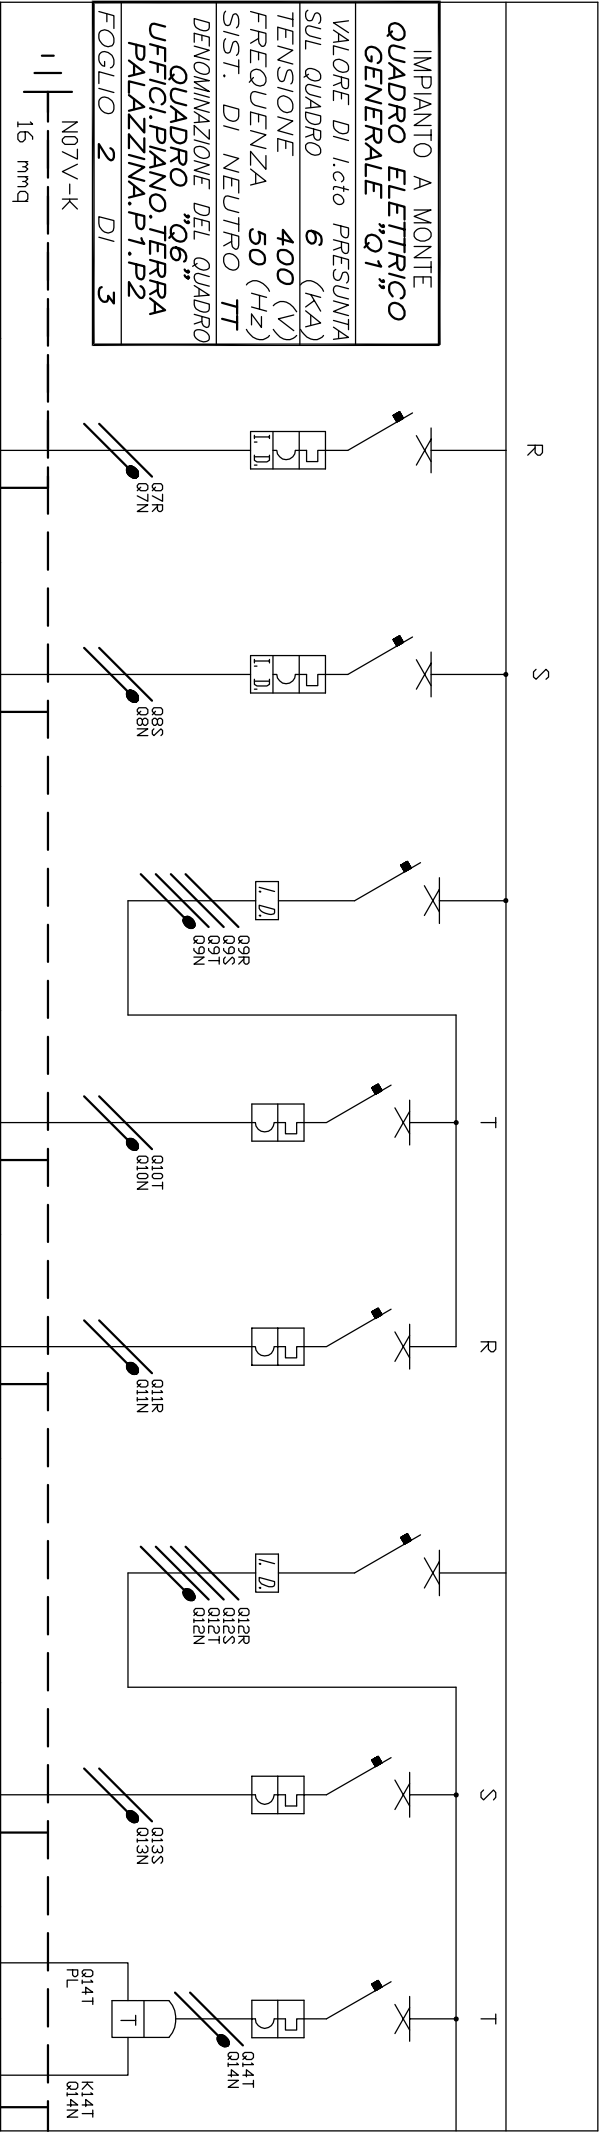 IMPIANTO A MONTE
QUADRO ELETTRICO
GENERALE "Q1"
VALORE DI I.cto PRESUNTA
SUL QUADRO 6 (KA)
TENSIONE 400 (V)
FREQUENZA 50 (Hz)
SIST. DI NEUTRO TT
DENOMINAZIONE DEL QUADRO
QUADRO "Q6"
UFFICI.PIANO.TERRA
PALAZZINA.P1.P2
FOGLIO 2 DI 3
N07V-K
16 mmq
R
I. D.
Q7R
Q7N
S
I. D.
Q8S
Q8N
I.D.
Q9R
Q9S
Q9T
Q9N
T
Q10T
Q10N
R
Q11R
Q11N
I.D.
Q12R
Q12S
Q12T
Q12N
S
Q13S
Q13N
T
Q14T
Q14N
T
Q14T
PL
K14T
Q14N